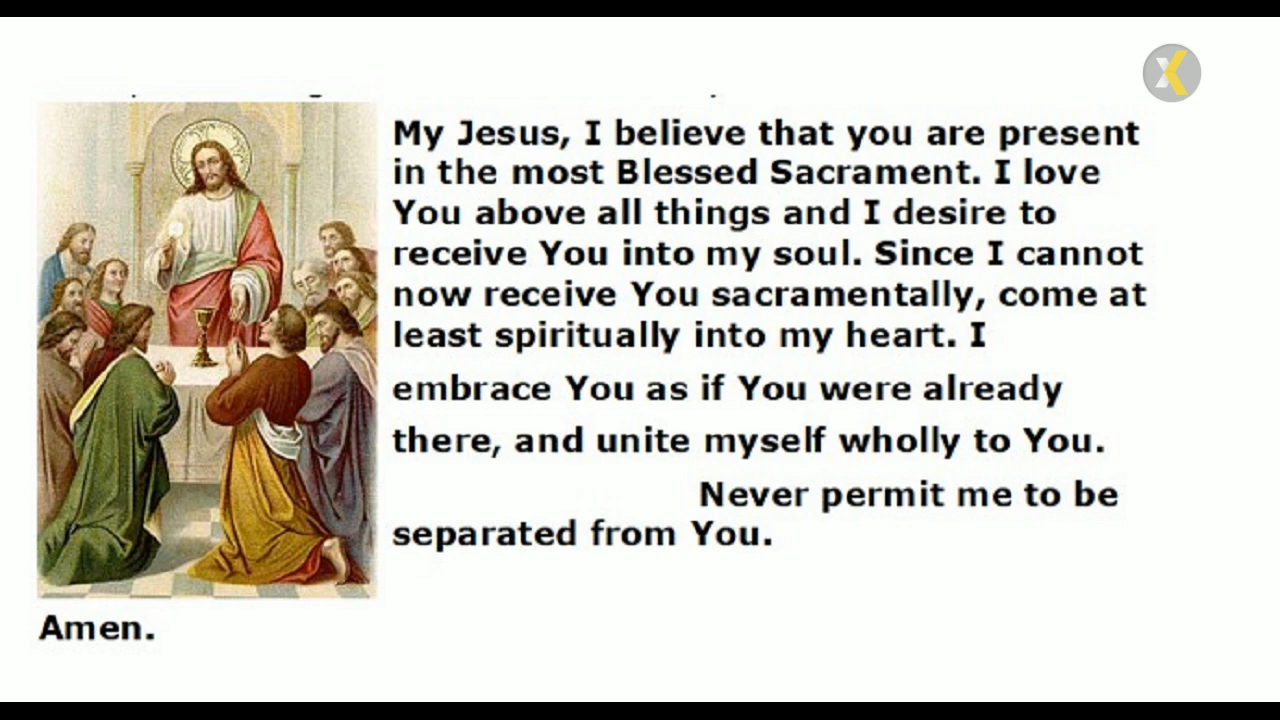 My Jesus, I believe that you are present
in the most Blessed Sacrament. I love
You above all things and I desire to
receive You into my soul. Since I cannot
now receive You sacramentally, come at
least spiritually into my heart. I
embrace You as if You were already
there, and unite myself wholly to You.
Never permit me to be
separated from You.
Amen.